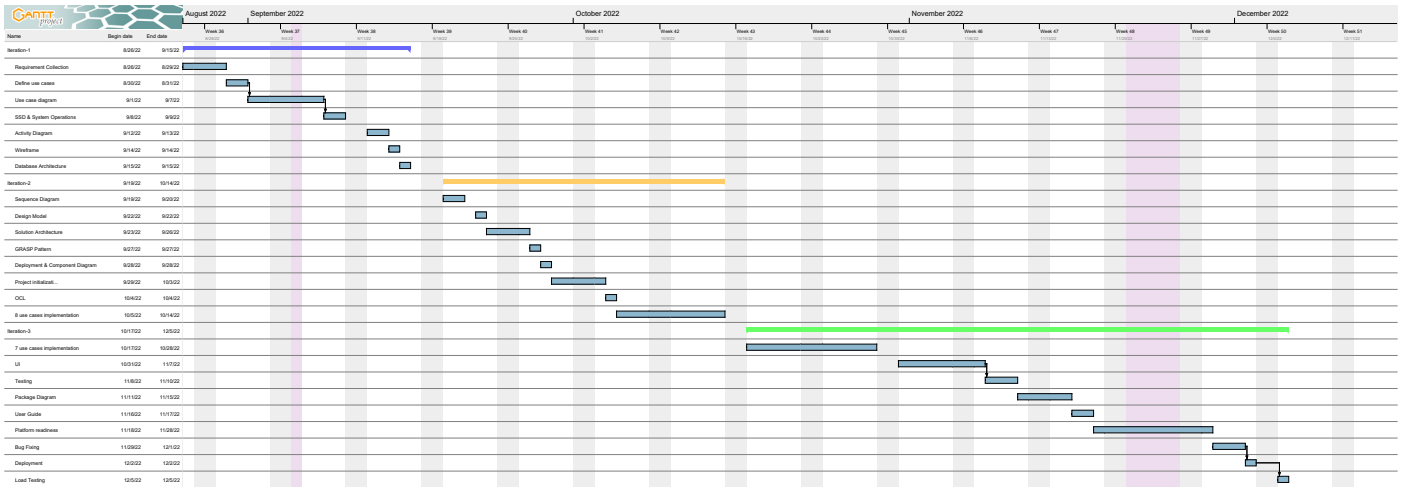 GANTT project
August 2022 September 2022 October 2022 November 2022 December 2022
Week 36 Week 37 Week 38 Week 39 Week 40 Week 41 Week 42 Week 43 Week 44 Week 45 Week 46 Week 47 Week 48 Week 49 Week 50 Week 51
Name Begin date End date
Iteration-1 8/26/22 9/15/22
Requirement Collection 8/26/22 8/29/22
Define use cases 8/30/22 8/31/22
Use case diagram 9/1/22 9/7/22
SSD & System Operations 9/8/22 9/9/22
Activity Diagram 9/12/22 9/13/22
Wireframe 9/14/22 9/14/22
Database Architecture 9/15/22 9/15/22
Iteration-2 9/19/22 10/14/22
Sequence Diagram 9/19/22 9/20/22
Design Model 9/22/22 9/22/22
Solution Architecture 9/23/22 9/26/22
GRASP Pattern 9/27/22 9/27/22
Deployment & Component Diagram 9/28/22 9/28/22
Project initializati... 9/29/22 10/3/22
OCL 10/4/22 10/4/22
8 use cases implementation 10/5/22 10/14/22
Iteration-3 10/17/22 12/5/22
7 use cases implementation 10/17/22 10/28/22
UI 10/31/22 11/7/22
Testing 11/8/22 11/10/22
Package Diagram 11/11/22 11/15/22
User Guide 11/16/22 11/17/22
Platform readiness 11/18/22 11/28/22
Bug Fixing 11/29/22 12/1/22
Deployment 12/2/22 12/2/22
Load Testing 12/5/22 12/5/22